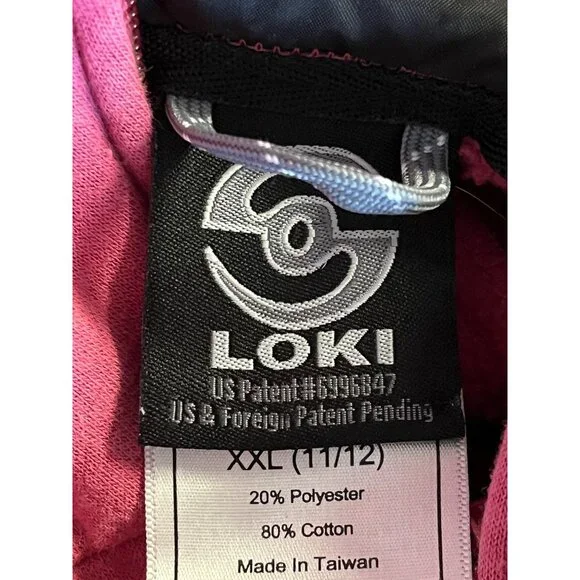 LOKI
US Patent#6996847
US & Foreign Patent Pending
XXL (11/12)
20% Polyester
80% Cotton
Made In Taiwan